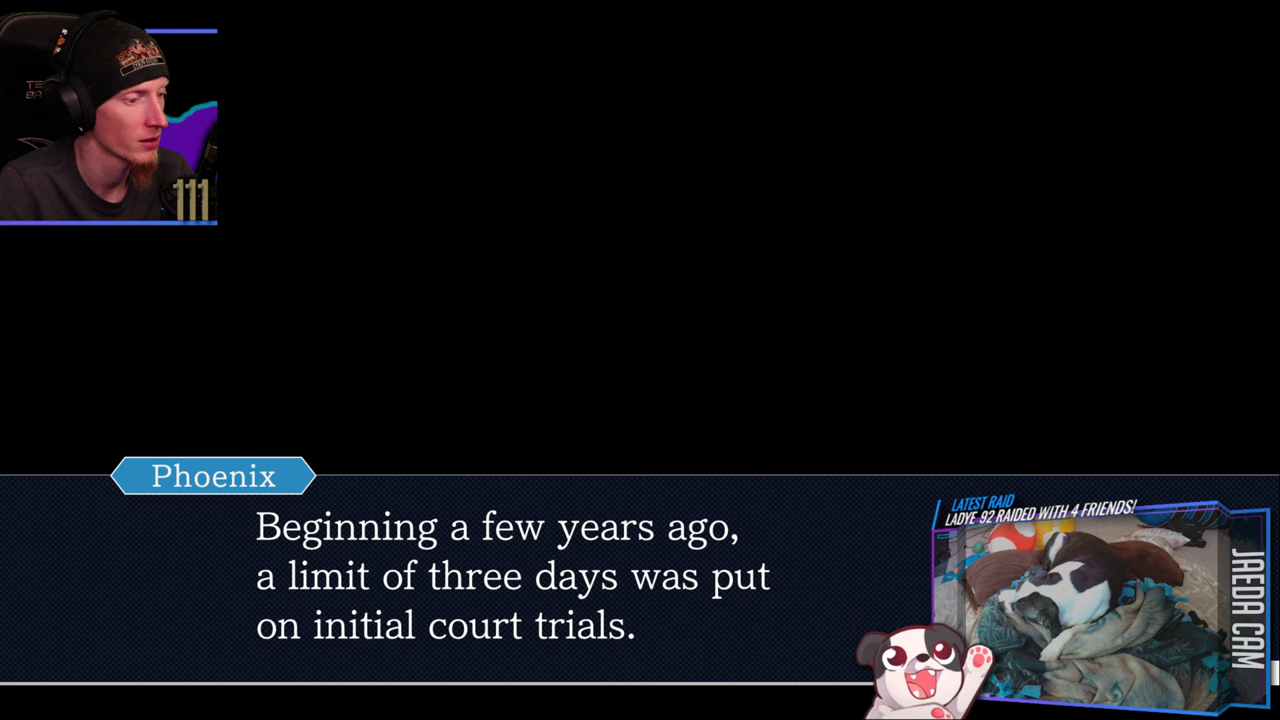 111
Phoenix
Beginning a few years ago,
a limit of three days was put
on initial court trials.
LATEST RAID
LADYE 92 RAIDED WITH 4 FRIENDS!
JAEDA CAM